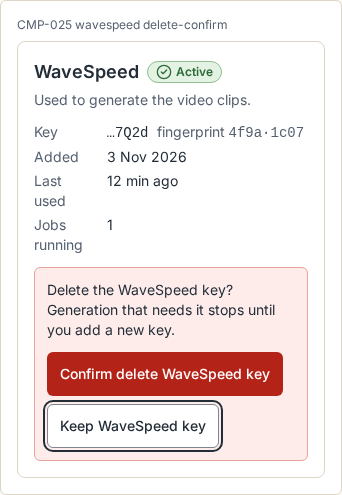 CMP-025 wavespeed delete-confirm
WaveSpeed Active
Used to generate the video clips.
Key …7Q2d fingerprint 4f9a·1c07
Added 3 Nov 2026
Last used 12 min ago
Jobs running 1
Delete the WaveSpeed key?
Generation that needs it stops until
you add a new key.
Confirm delete WaveSpeed key
Keep WaveSpeed key